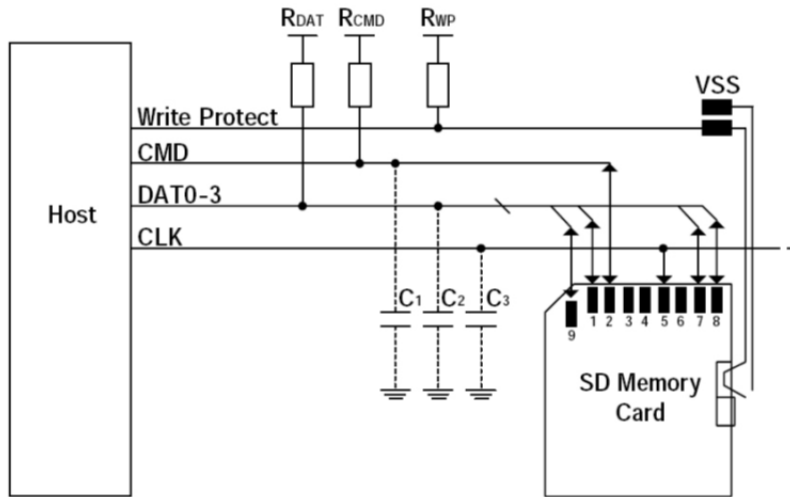 RDAT RCMD RWP
VSS
Write Protect
CMD
DAT0-3
Host
CLK
C1 C2 C3
1 2 3 4 5 6 7 8
9
SD Memory
Card